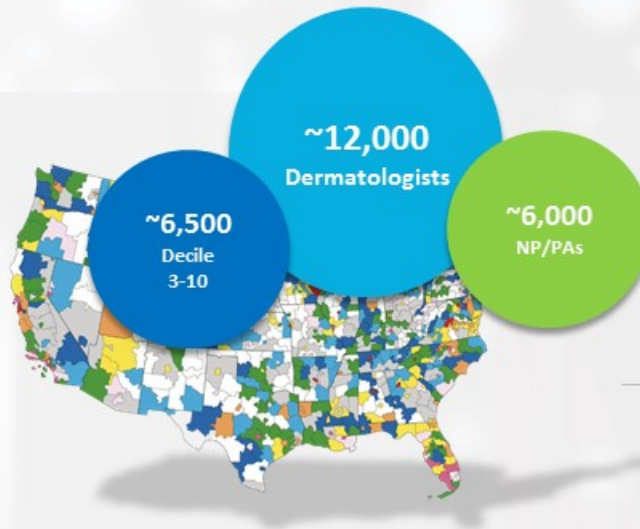 ~12,000
Dermatologists
~6,500
Decile
3-10
~6,000
NP/PAs